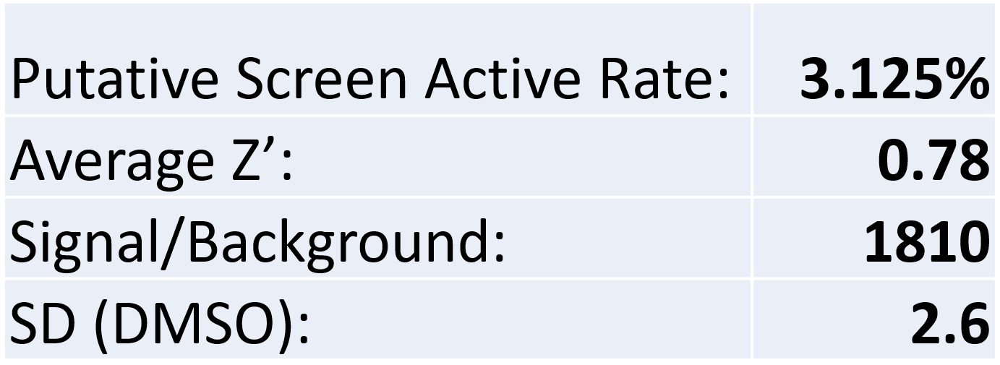 Putative Screen Active Rate: 3.125%
Average Z’: 0.78
Signal/Background: 1810
SD (DMSO): 2.6